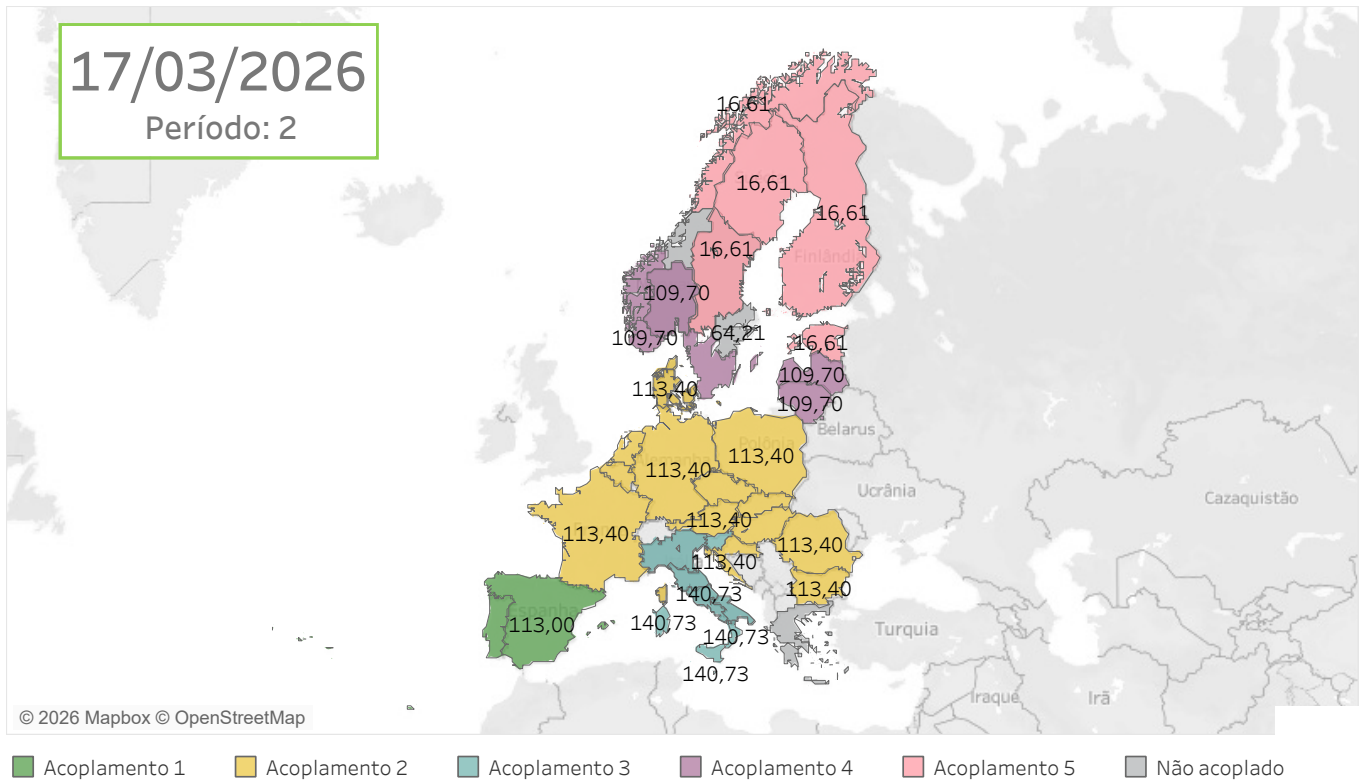 17/03/2026
Período: 2
16,61
16,61
16,61
16,61
Finlândia
109,70
109,70
64,21
16,61
109,70
109,70
113,40
Belarus
Polônia
113,40
113,40
Ucrânia
Cazaquistão
113,40
113,40
113,40
113,40
113,40
140,73
Espanha
113,00
140,73
140,73
Turquia
140,73
Iraque
Irã
© 2026 Mapbox © OpenStreetMap
Acoplamento 1
Acoplamento 2
Acoplamento 3
Acoplamento 4
Acoplamento 5
Não acoplado